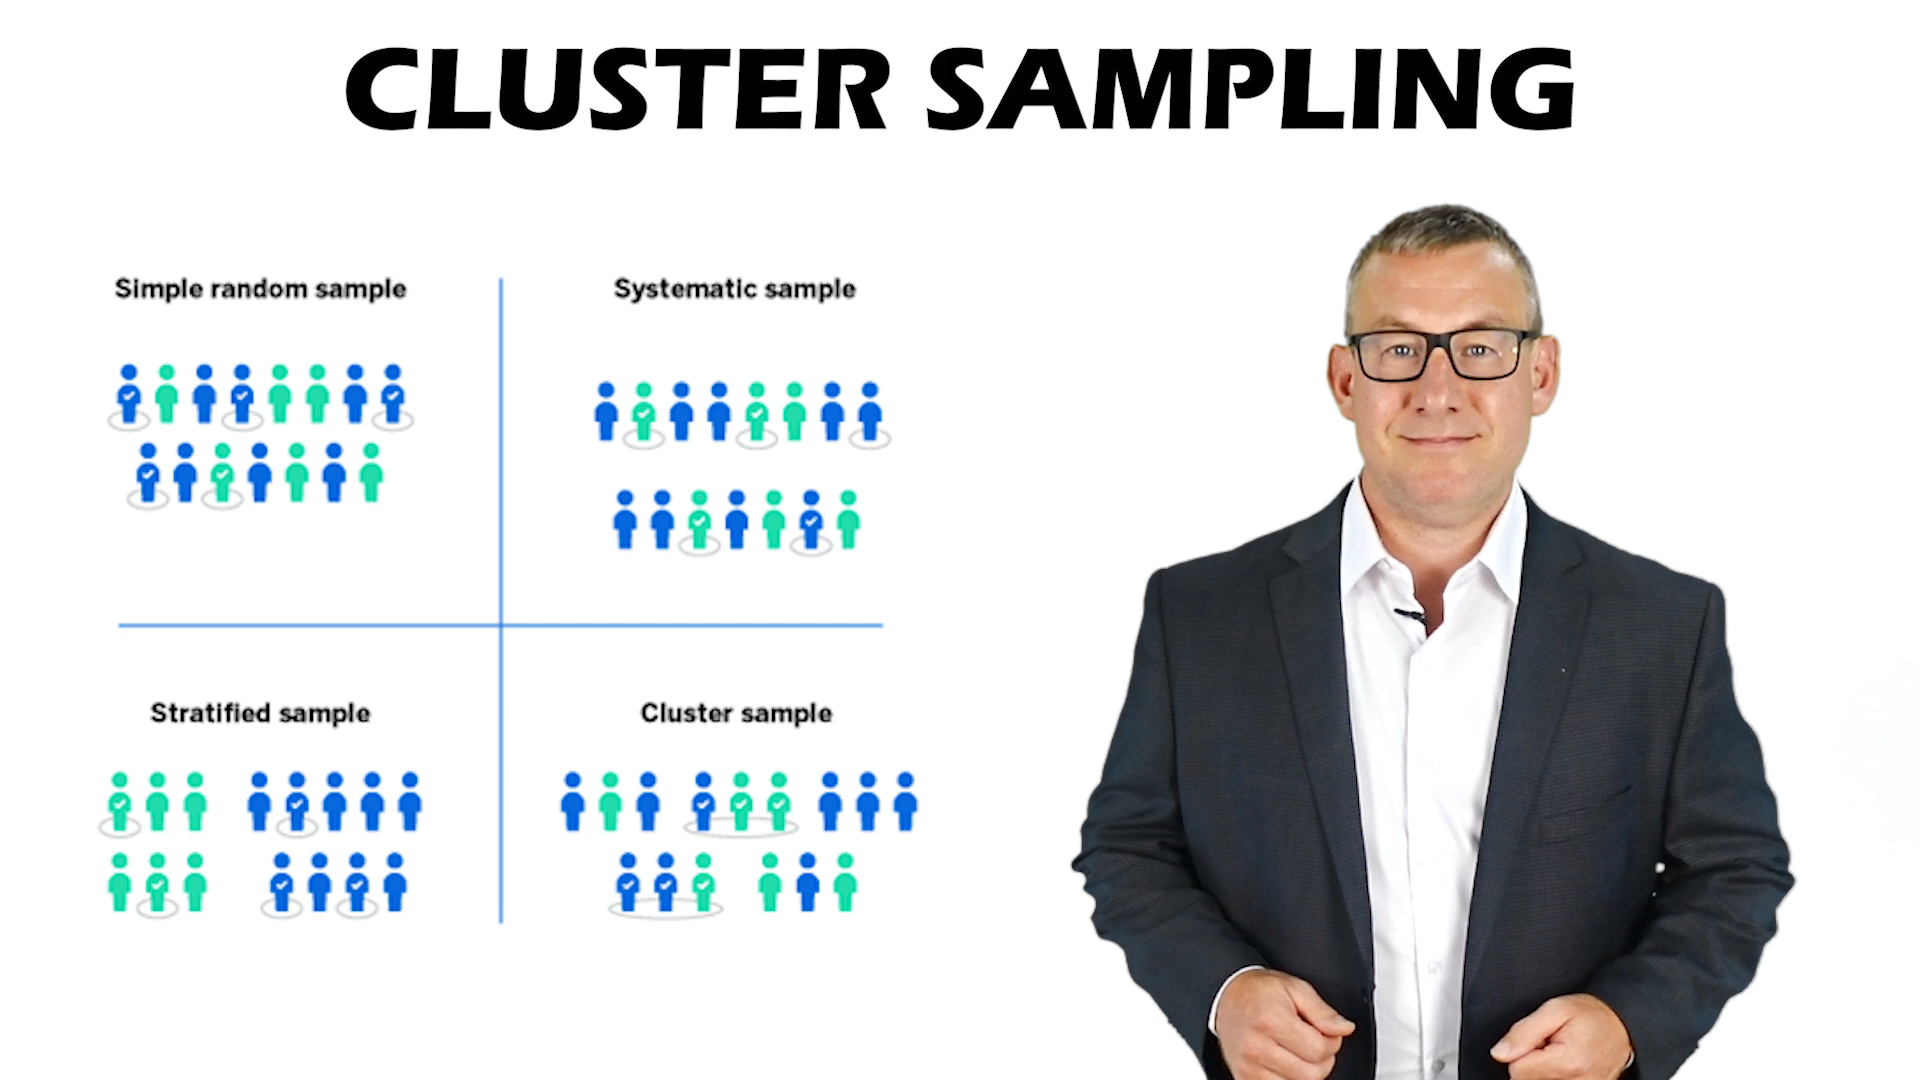 CLUSTER SAMPLING
Simple random sample
Systematic sample
Stratified sample
Cluster sample